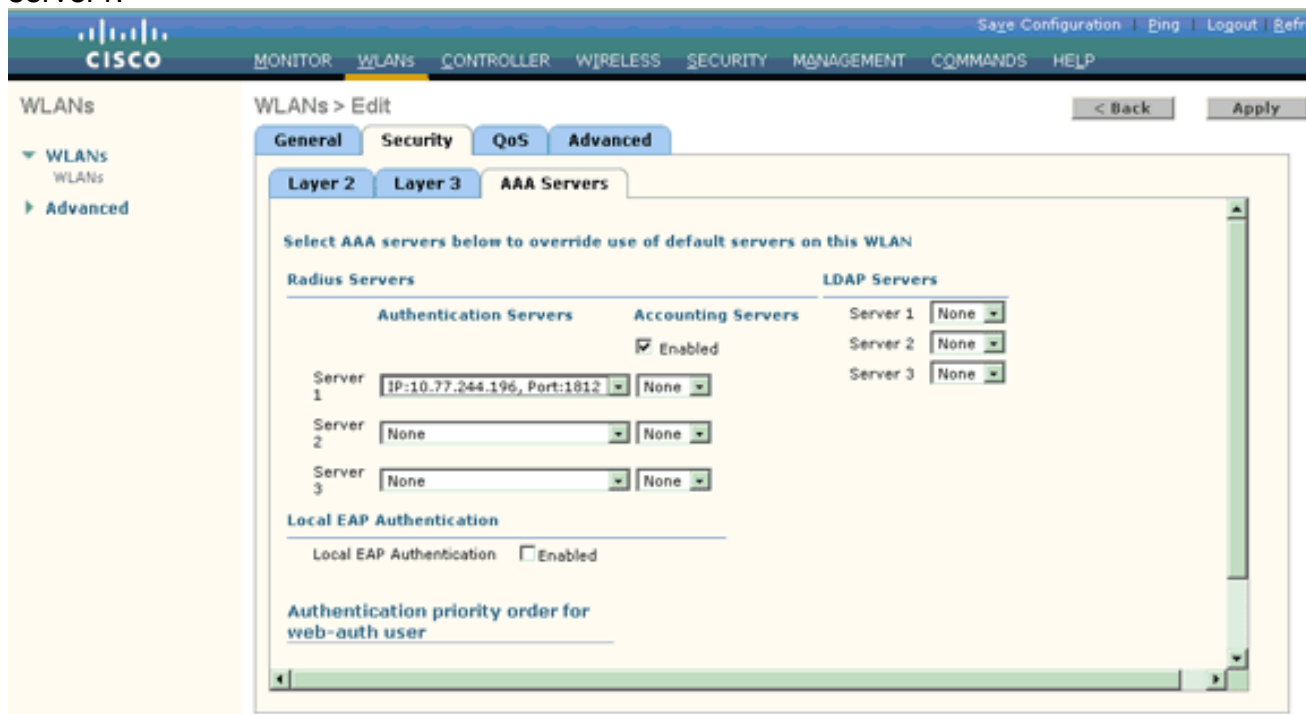 CISCO
Save Configuration | Ping | Logout | Refr
MONITOR WLANs CONTROLLER WIRELESS SECURITY MANAGEMENT COMMANDS HELP
WLANs
WLANs
WLANs
Advanced
WLANs > Edit
< Back Apply
General Security QoS Advanced
Layer 2 Layer 3 AAA Servers
Select AAA servers below to override use of default servers on this WLAN
Radius Servers
Authentication Servers Accounting Servers
Enabled
Server 1 IP:10.77.244.196, Port:1812 None
Server 2 None None
Server 3 None None
LDAP Servers
Server 1 None
Server 2 None
Server 3 None
Local EAP Authentication
Local EAP Authentication Enabled
Authentication priority order for
web-auth user